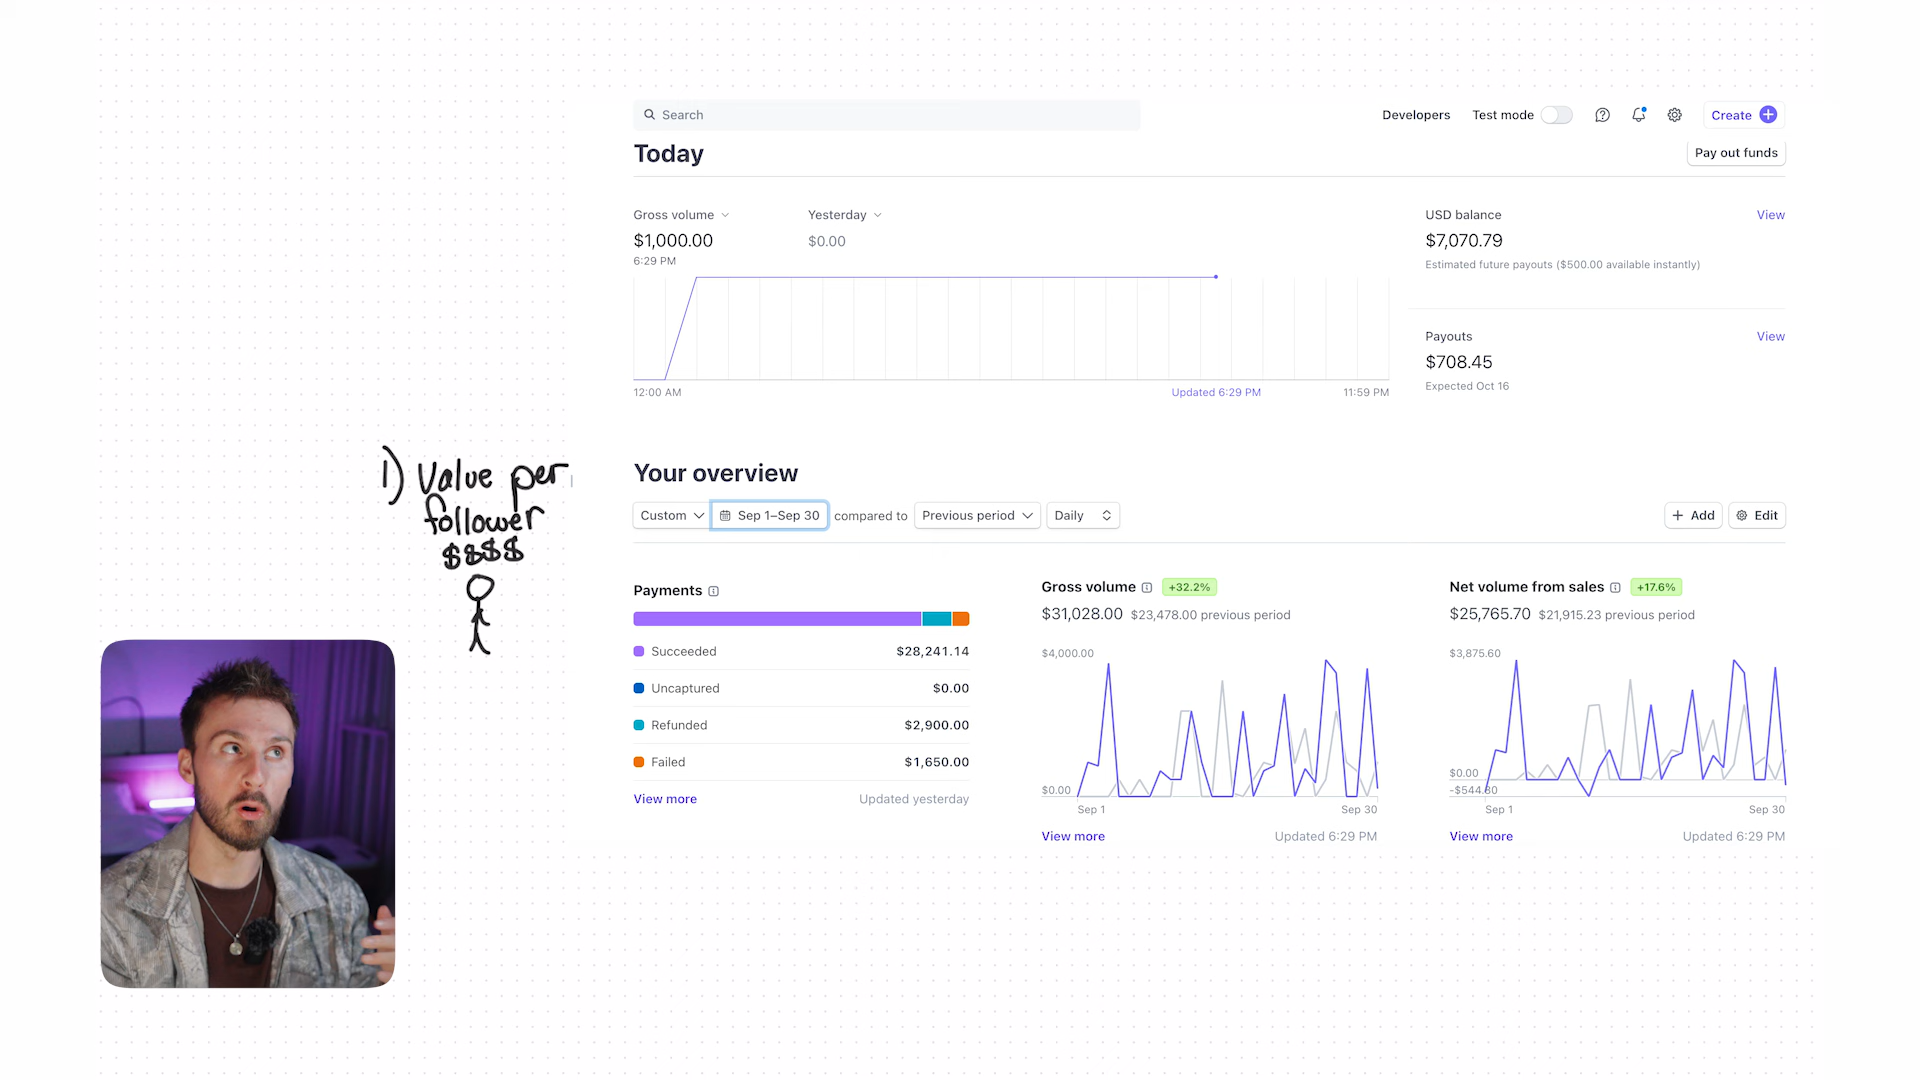 Search
Developers
Test mode
Create
Today
Pay out funds
Gross volume
Yesterday
$1,000.00
$0.00
6:29 PM
12:00 AM
Updated 6:29 PM
11:59 PM
USD balance
View
$7,070.79
Estimated future payouts ($500.00 available instantly)
Payouts
View
$708.45
Expected Oct 16
1) Value per
follower
$$$$
Your overview
Custom
Sep 1–Sep 30
compared to
Previous period
Daily
Add
Edit
Payments
Succeeded $28,241.14
Uncaptured $0.00
Refunded $2,900.00
Failed $1,650.00
View more
Updated yesterday
Gross volume +32.2%
$31,028.00 $23,478.00 previous period
$4,000.00
$0.00
Sep 1
Sep 30
View more
Updated 6:29 PM
Net volume from sales +17.6%
$25,765.70 $21,915.23 previous period
$3,875.60
$0.00
-$544.80
Sep 1
Sep 30
View more
Updated 6:29 PM